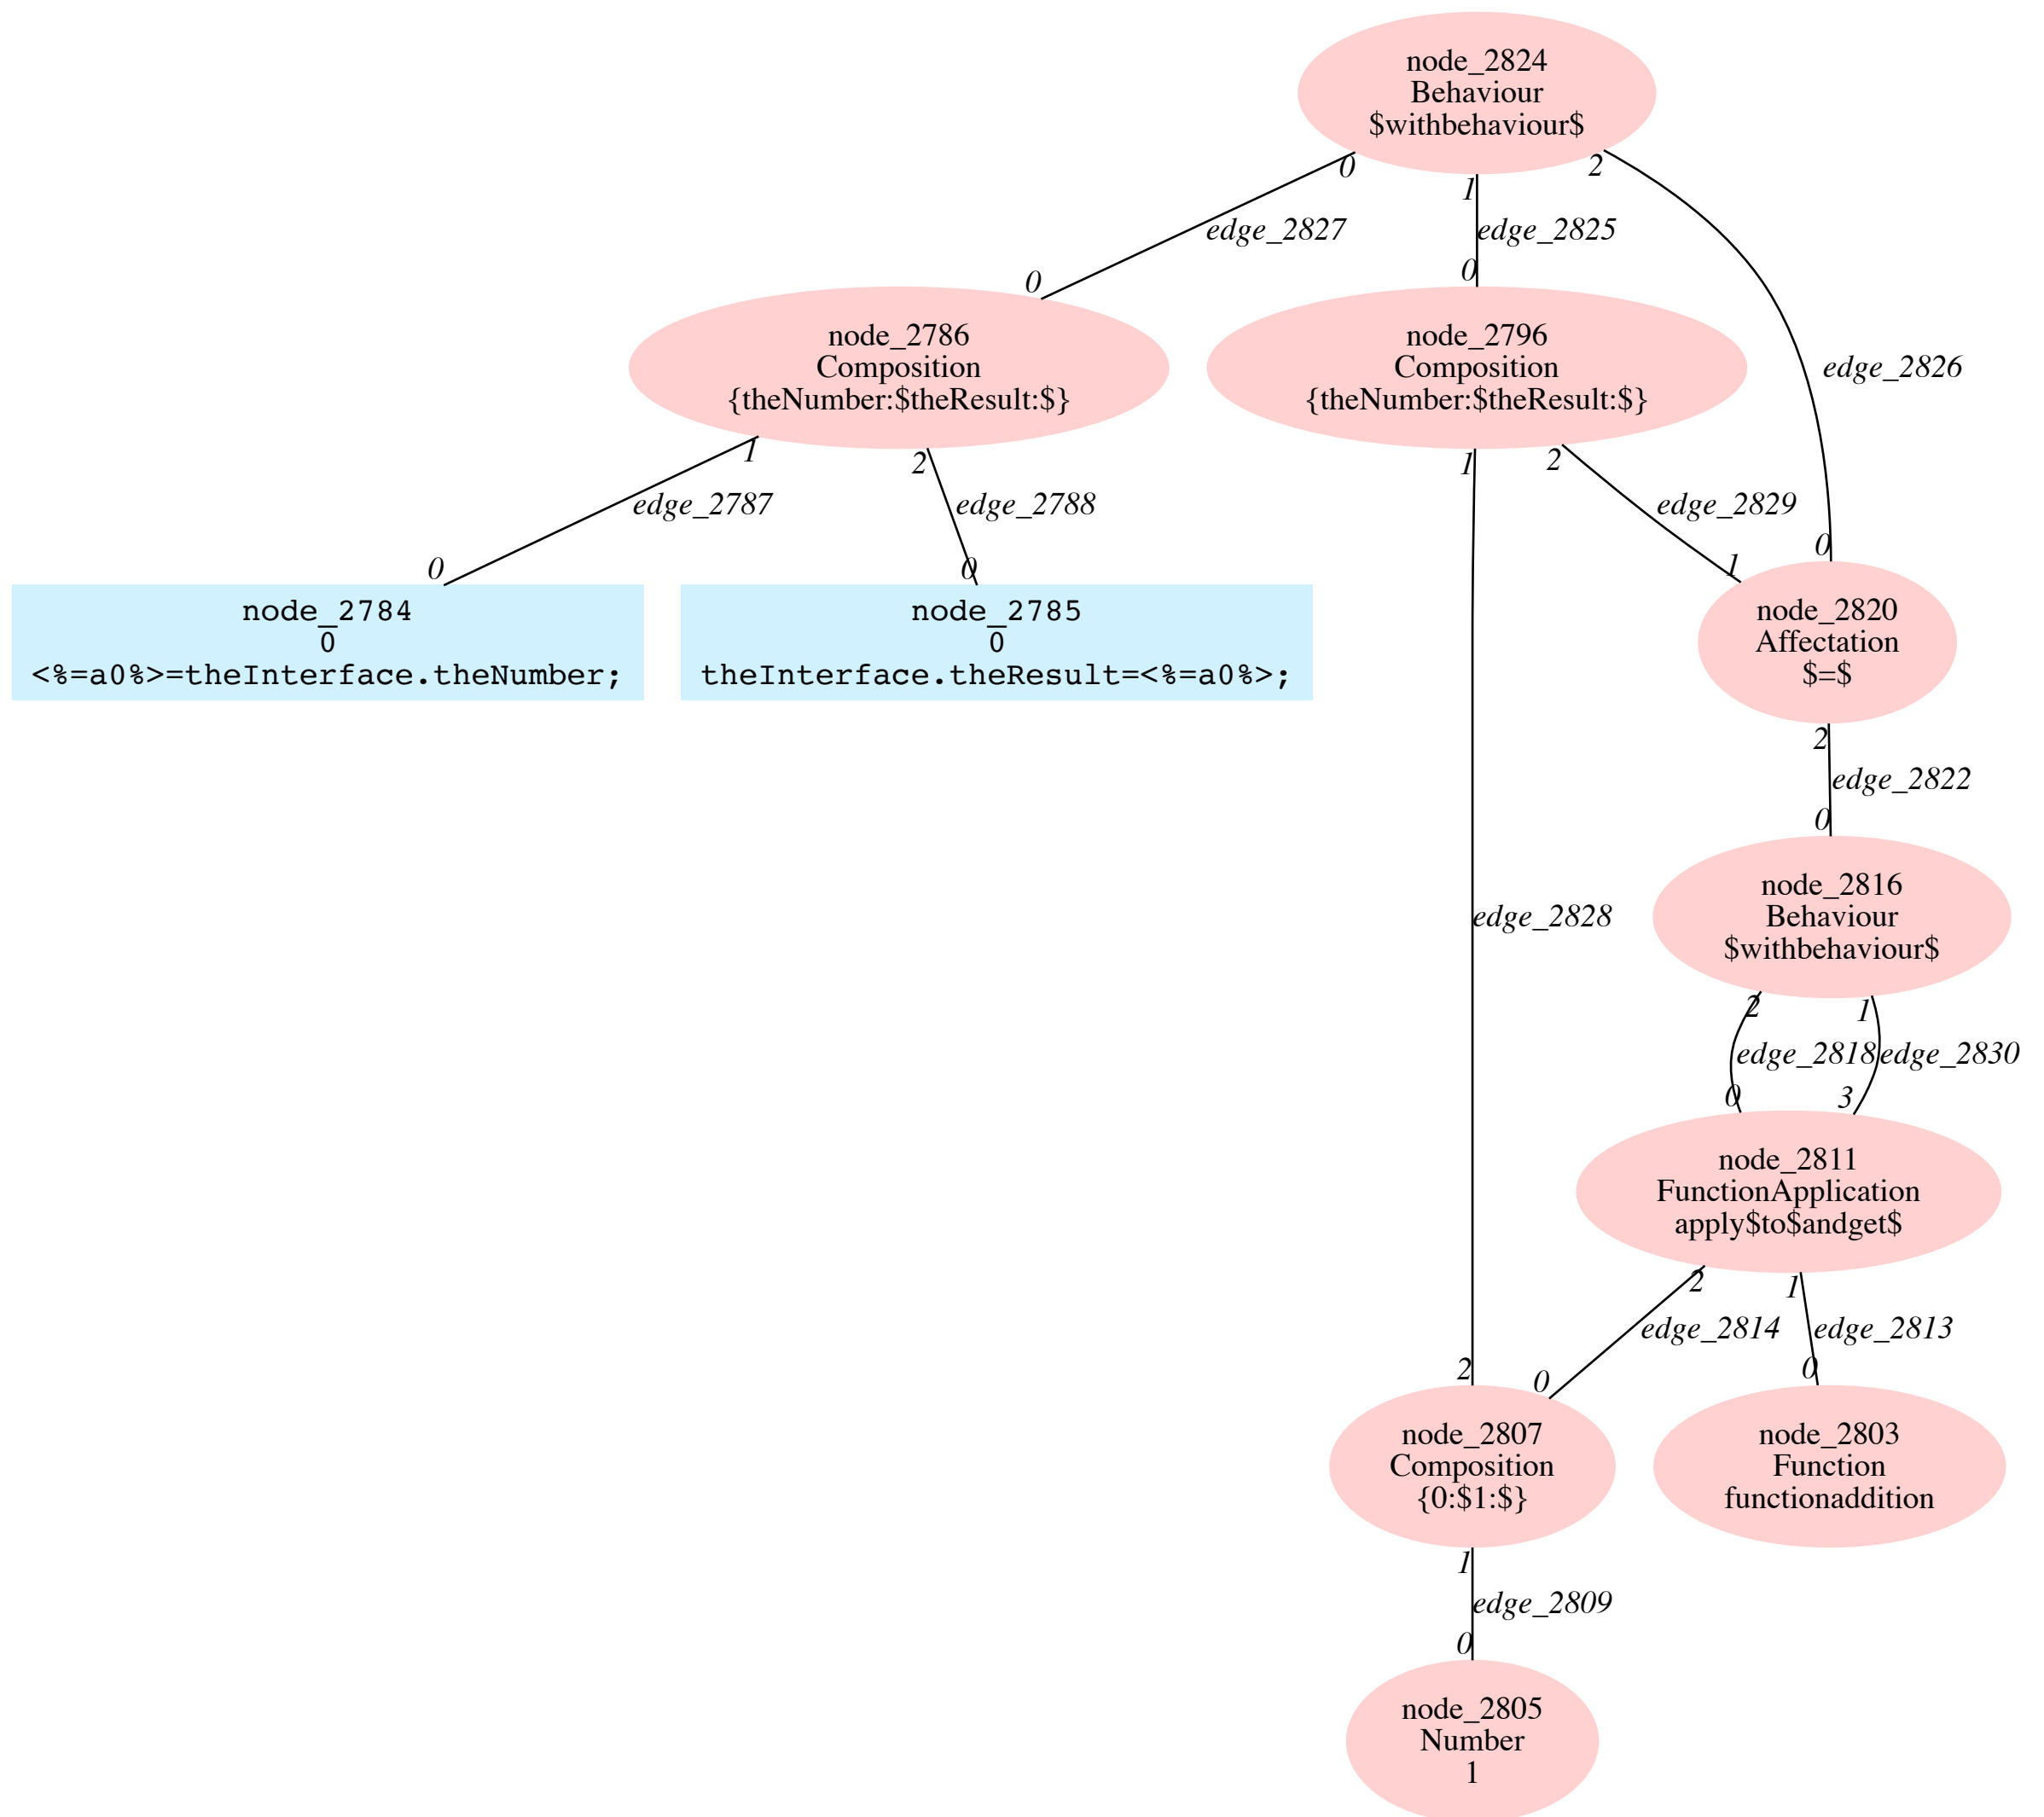 node_2824
Behaviour
$withbehaviour$
0
1
2
edge_2827
edge_2825
0
0
node_2786
Composition
{theNumber:$theResult:$}
node_2796
Composition
{theNumber:$theResult:$}
edge_2826
1
2
1
2
edge_2787
edge_2788
edge_2829
0
0
0
1
node_2784
0
<%=a0%>=theInterface.theNumber;
node_2785
0
theInterface.theResult=<%=a0%>;
node_2820
Affectation
$=$
2
edge_2822
0
node_2816
Behaviour
$withbehaviour$
edge_2828
2
1
edge_2818
edge_2830
0
3
node_2811
FunctionApplication
apply$to$andget$
2
1
edge_2814
edge_2813
2
0
0
node_2807
Composition
{0:$1:$}
node_2803
Function
functionaddition
1
edge_2809
0
node_2805
Number
1